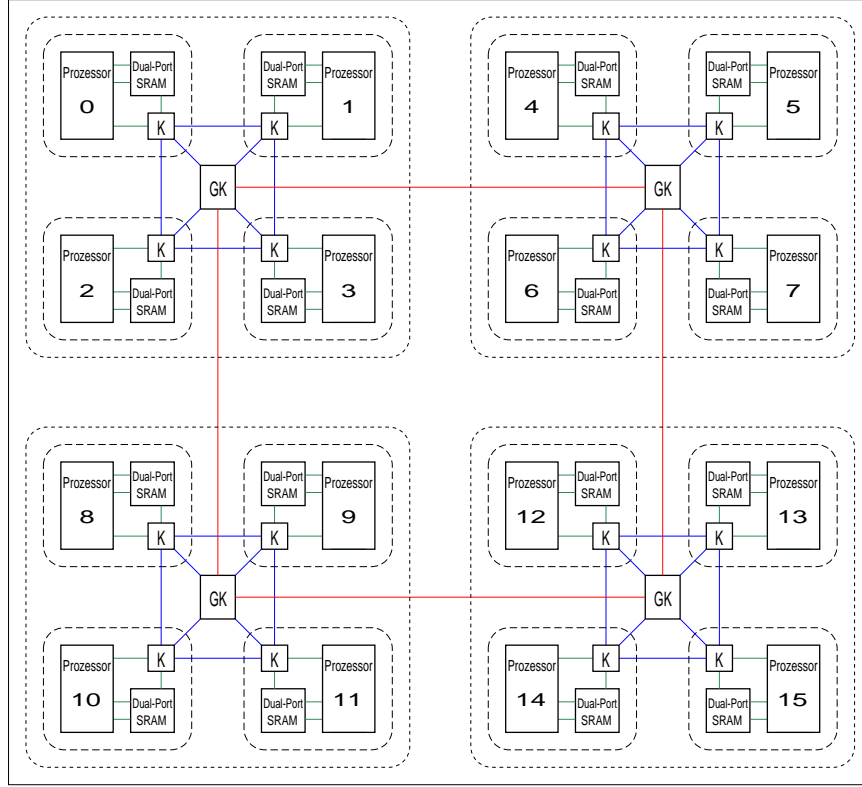 Prozessor
0
Dual-Port
SRAM
K
Dual-Port
SRAM
Prozessor
1
K
GK
K
Prozessor
2
Dual-Port
SRAM
K
Prozessor
3
Dual-Port
SRAM
Prozessor
4
Dual-Port
SRAM
K
Dual-Port
SRAM
Prozessor
5
K
GK
K
Prozessor
6
Dual-Port
SRAM
K
Prozessor
7
Dual-Port
SRAM
Prozessor
8
Dual-Port
SRAM
K
Dual-Port
SRAM
Prozessor
9
K
GK
K
Prozessor
10
Dual-Port
SRAM
K
Prozessor
11
Dual-Port
SRAM
Prozessor
12
Dual-Port
SRAM
K
Dual-Port
SRAM
Prozessor
13
K
GK
K
Prozessor
14
Dual-Port
SRAM
K
Prozessor
15
Dual-Port
SRAM